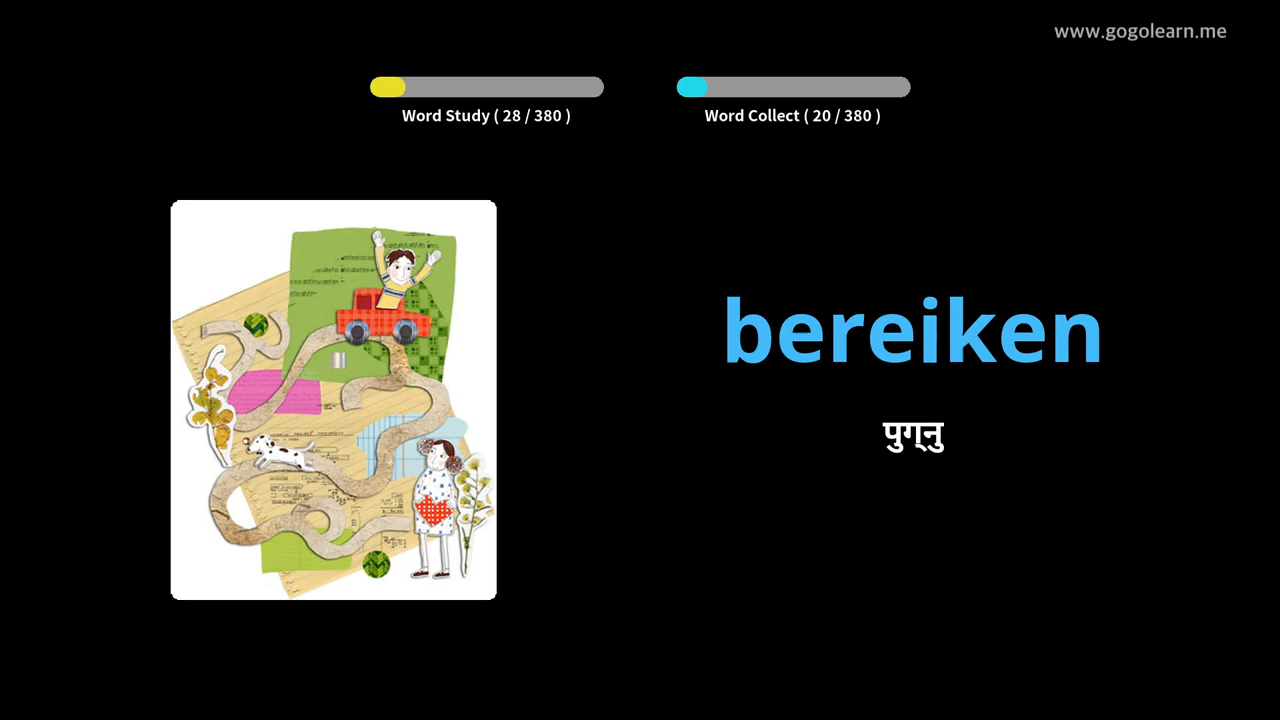 www.gogolearn.me
Word Study ( 28 / 380 )
Word Collect ( 20 / 380 )
bereiken
पुग्नु